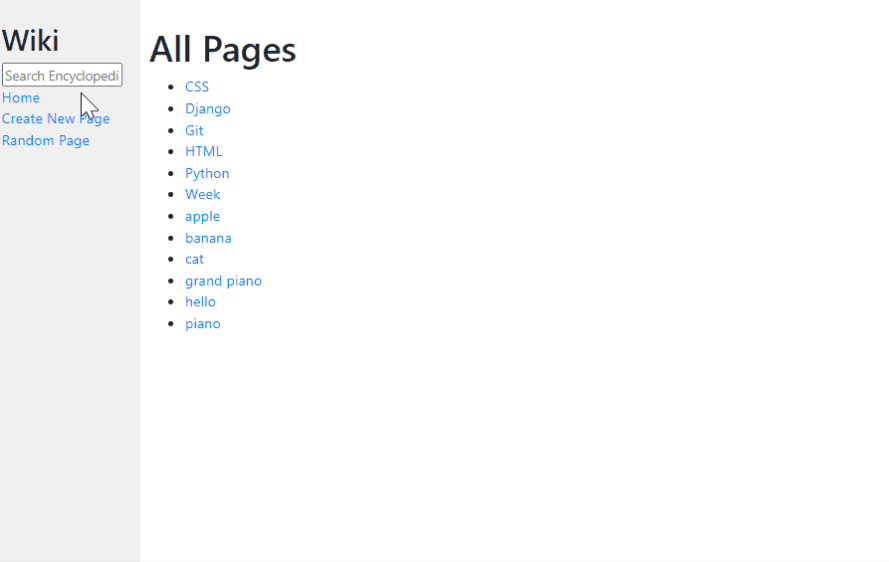 Wiki
Search Encyclopedi
Home
Create New Page
Random Page
All Pages
CSS
Django
Git
HTML
Python
Week
apple
banana
cat
grand piano
hello
piano